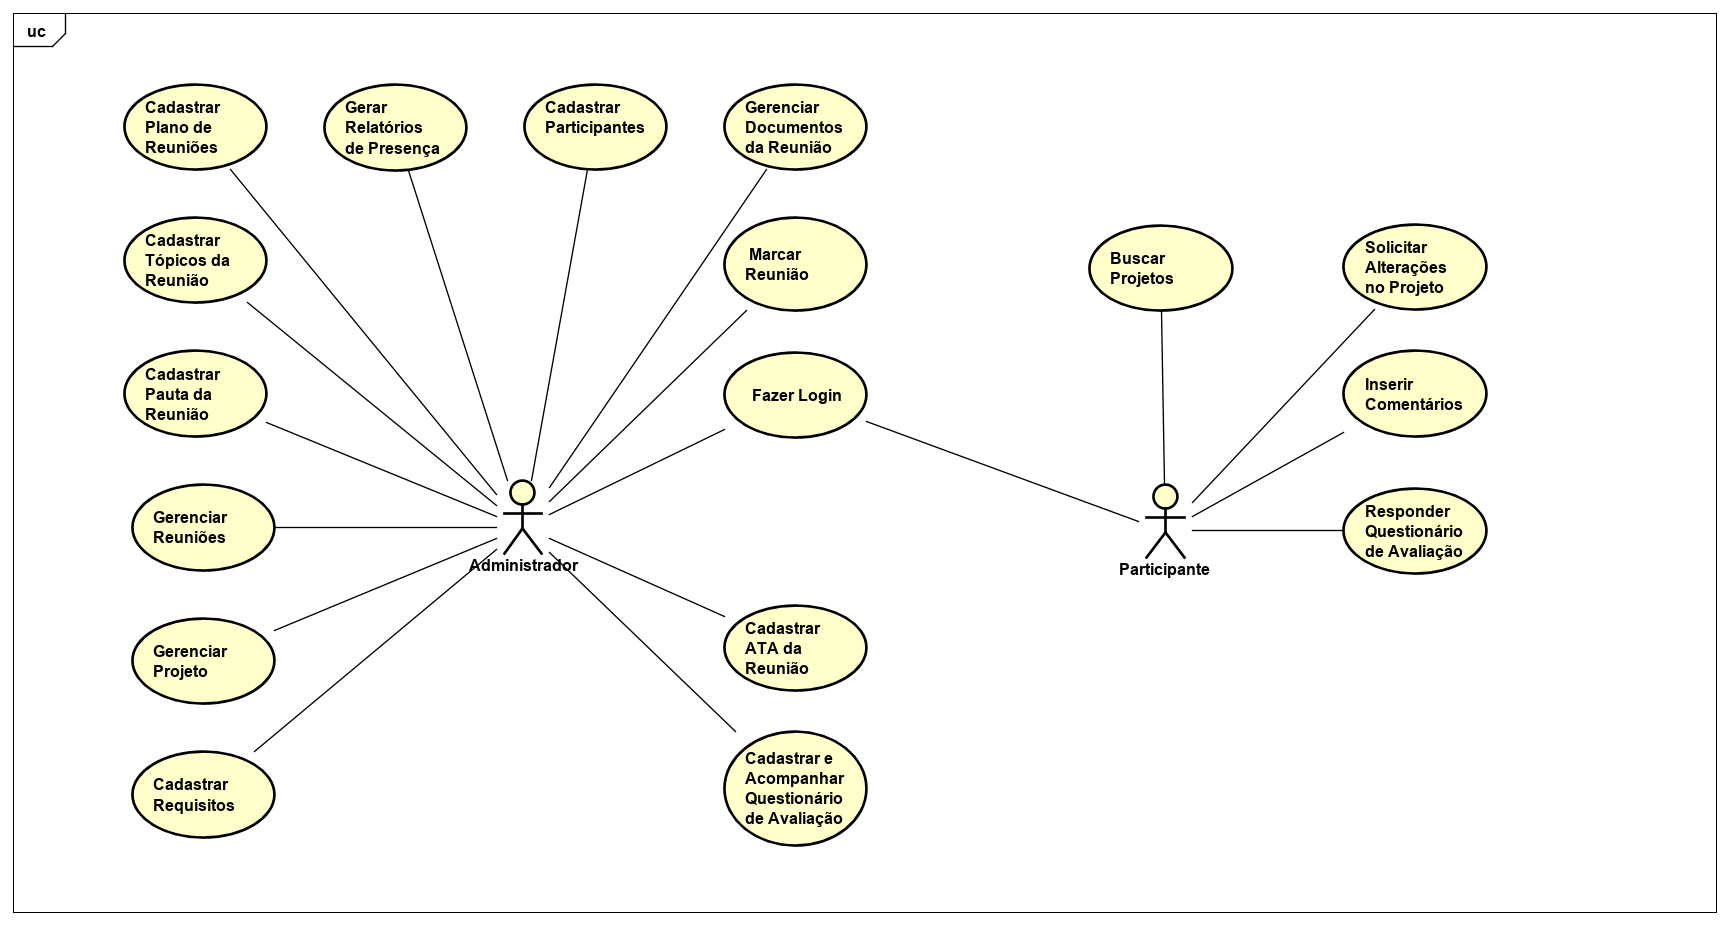 uc
Cadastrar
Plano de
Reuniões
Gerar
Relatórios
de Presença
Cadastrar
Participantes
Gerenciar
Documentos
da Reunião
Cadastrar
Tópicos da
Reunião
Marcar
Reunião
Buscar
Projetos
Solicitar
Alterações
no Projeto
Cadastrar
Pauta da
Reunião
Fazer Login
Inserir
Comentários
Gerenciar
Reuniões
Administrador
Participante
Responder
Questionário
de Avaliação
Gerenciar
Projeto
Cadastrar
ATA da
Reunião
Cadastrar
Requisitos
Cadastrar e
Acompanhar
Questionário
de Avaliação